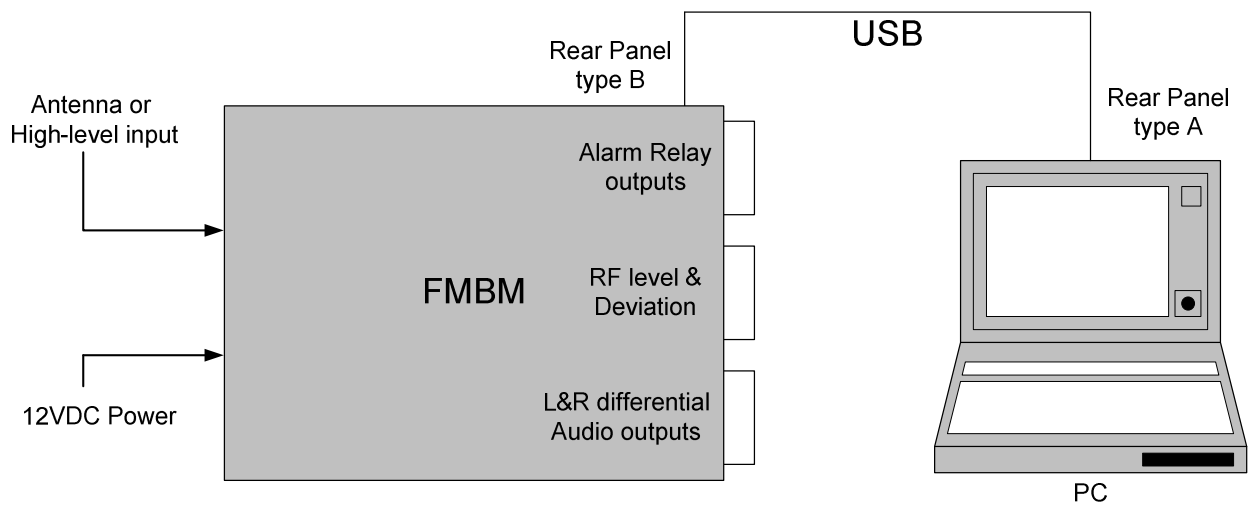 USB
Rear Panel
type B
Rear Panel
type A
Antenna or
High-level input
Alarm Relay
outputs
FMBM
RF level &
Deviation
12VDC Power
L&R differential
Audio outputs
PC